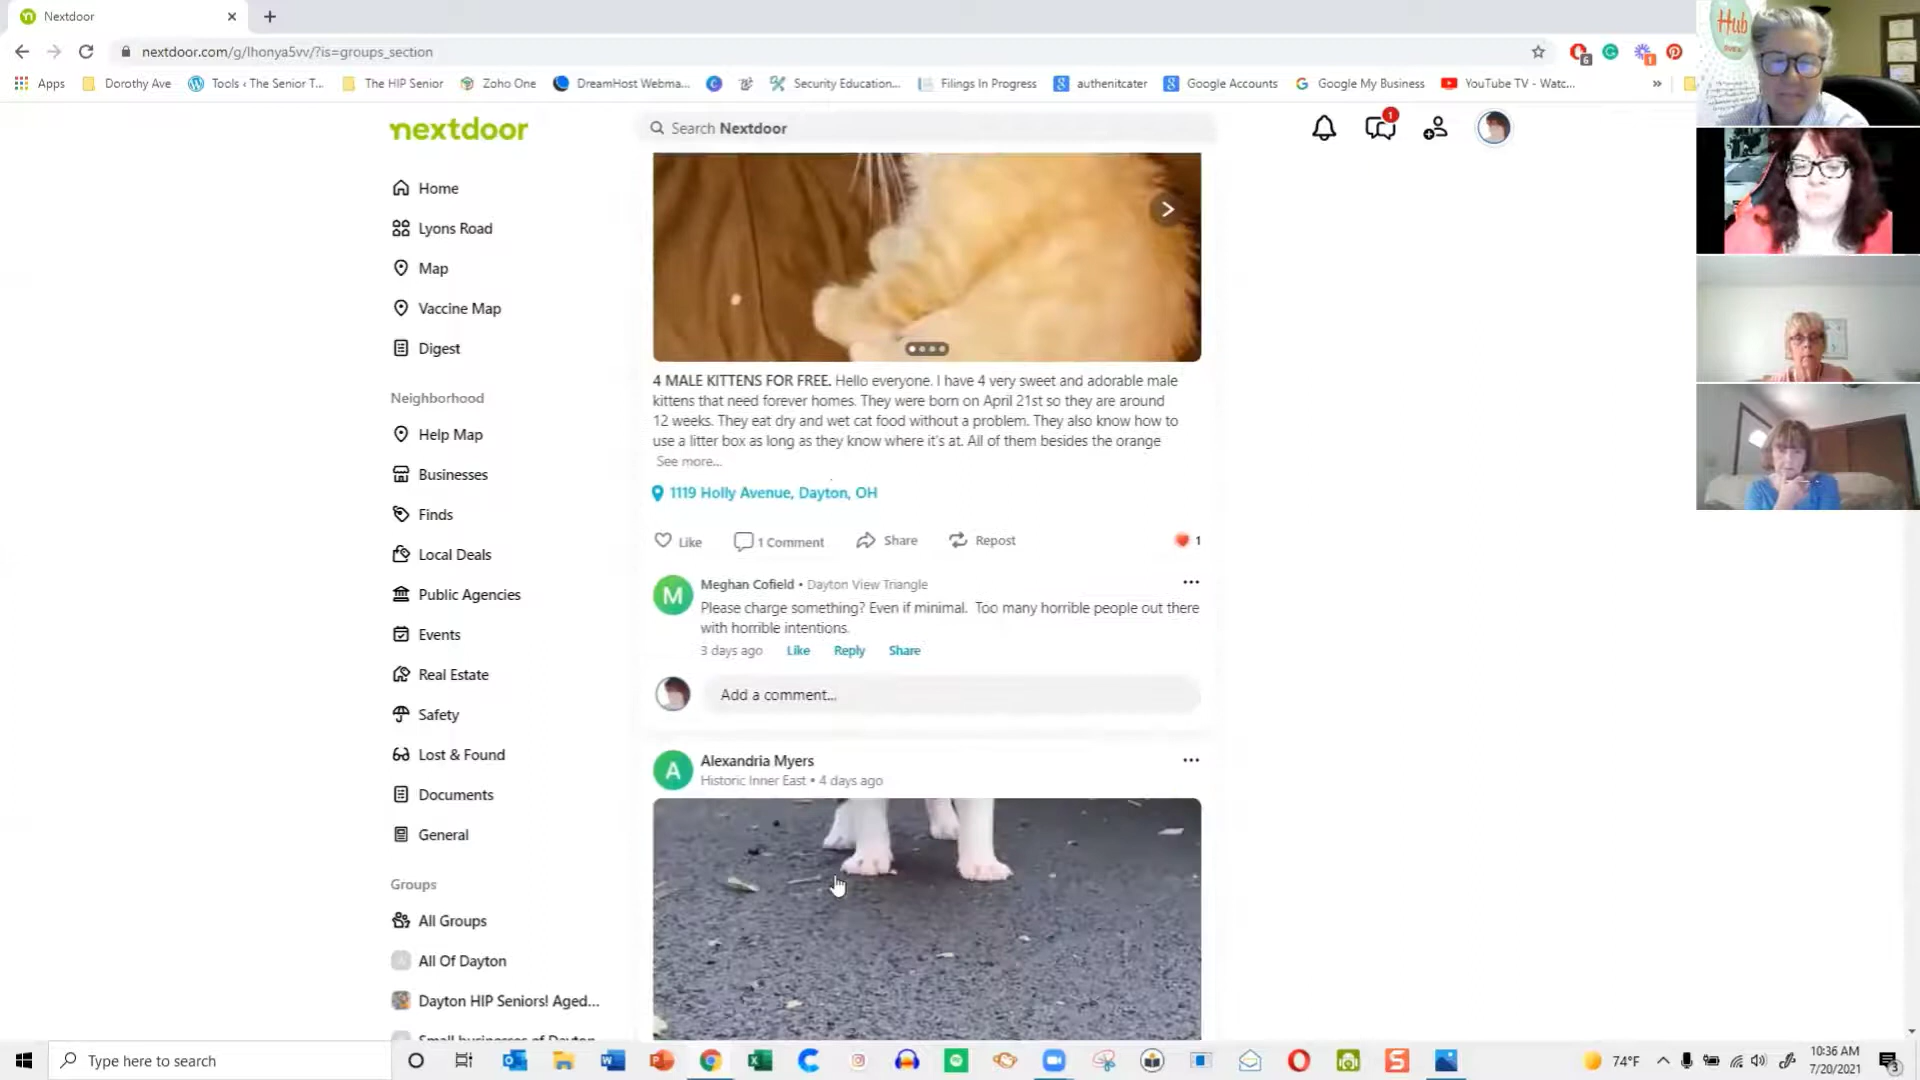 Nextdoor
nextdoor.com/g/lhonya5vv/?is=groups_section
Apps
Dorothy Ave
Tools ‹ The Senior T...
The HIP Senior
Zoho One
DreamHost Webma...
Security Education...
Filings In Progress
authenitcater
Google Accounts
Google My Business
YouTube TV - Watc...
»
Hub
nextdoor
Search Nextdoor
1
Home
Lyons Road
Map
Vaccine Map
Digest
Neighborhood
Help Map
Businesses
Finds
Local Deals
Public Agencies
Events
Real Estate
Safety
Lost & Found
Documents
General
Groups
All Groups
All Of Dayton
Dayton HIP Seniors! Aged...
4 MALE KITTENS FOR FREE. Hello everyone. I have 4 very sweet and adorable male
kittens that need forever homes. They were born on April 21st so they are around
12 weeks. They eat dry and wet cat food without a problem. They also know how to
use a litter box as long as they know where it's at. All of them besides the orange
See more...
1119 Holly Avenue, Dayton, OH
Like
1 Comment
Share
Repost
1
M
Meghan Cofield • Dayton View Triangle
Please charge something? Even if minimal. Too many horrible people out there
with horrible intentions.
3 days ago Like Reply Share
Add a comment...
A
Alexandria Myers
Historic Inner East • 4 days ago
Type here to search
74°F
10:36 AM
7/20/2021
3